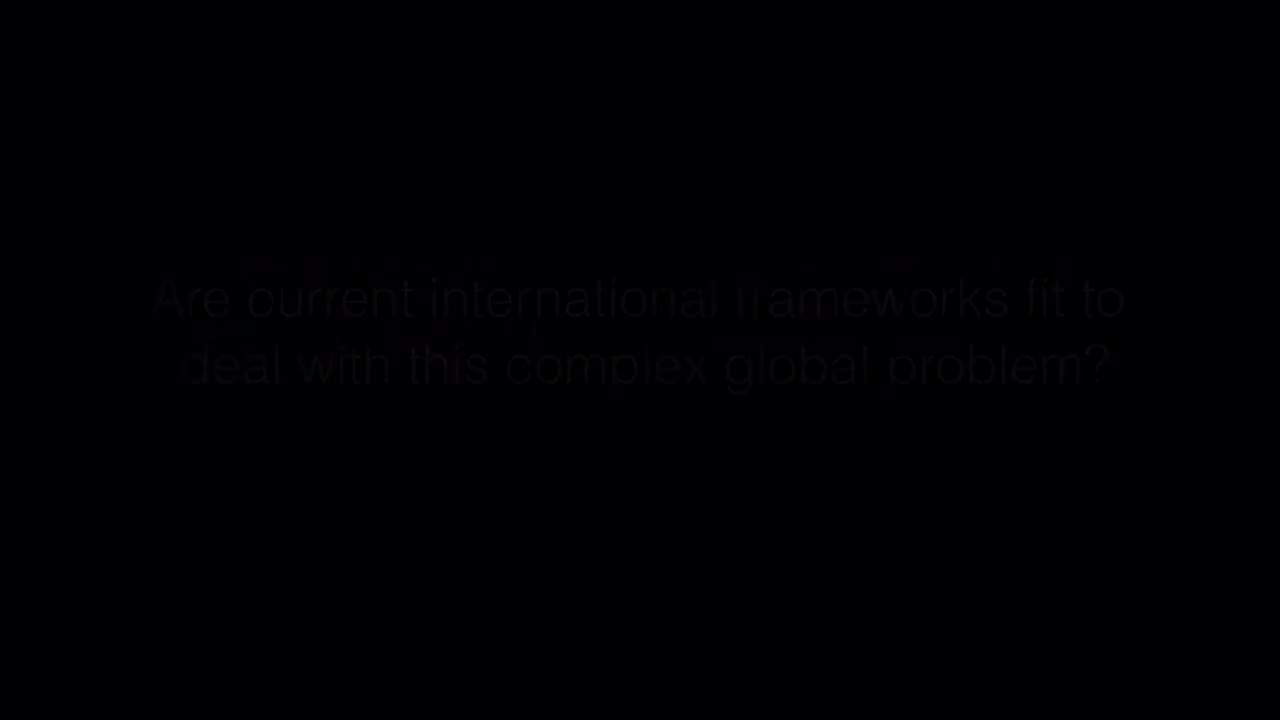 Are current international frameworks fit to
deal with this complex global problem?